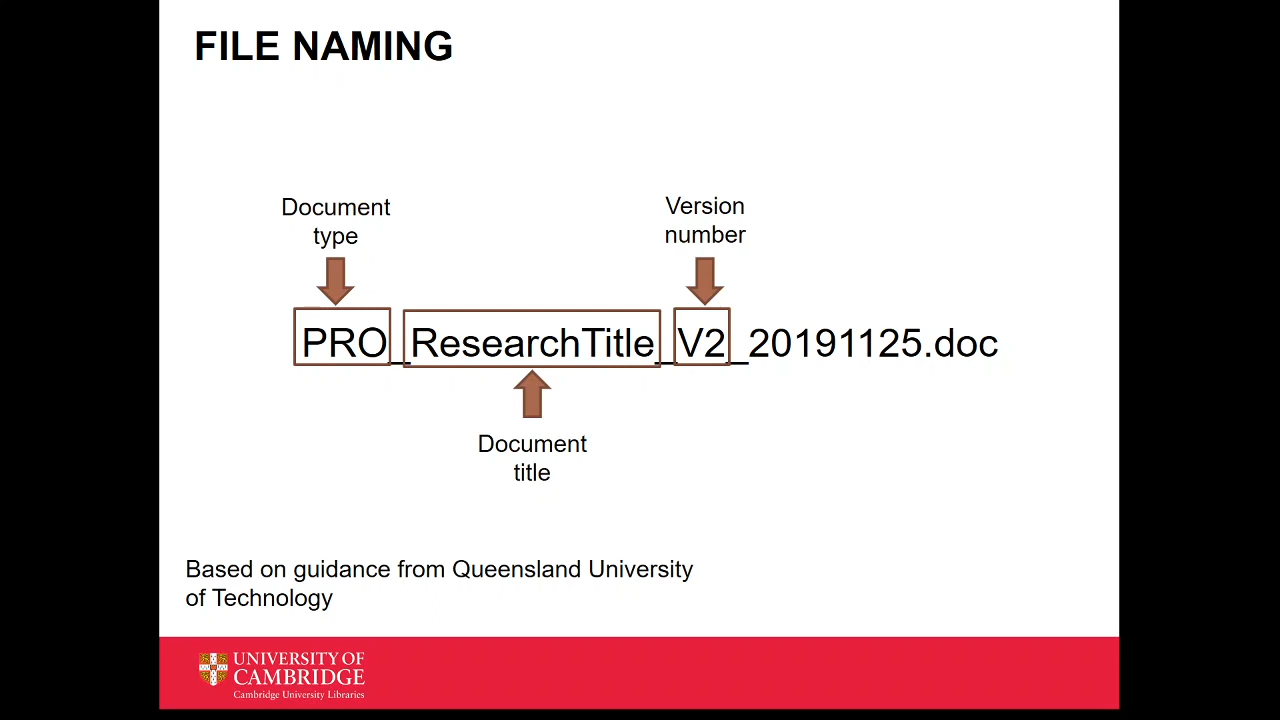 FILE NAMING
Document
type
Version
number
PRO_ResearchTitle_V2_20191125.doc
Document
title
Based on guidance from Queensland University
of Technology
UNIVERSITY OF
CAMBRIDGE
Cambridge University Libraries